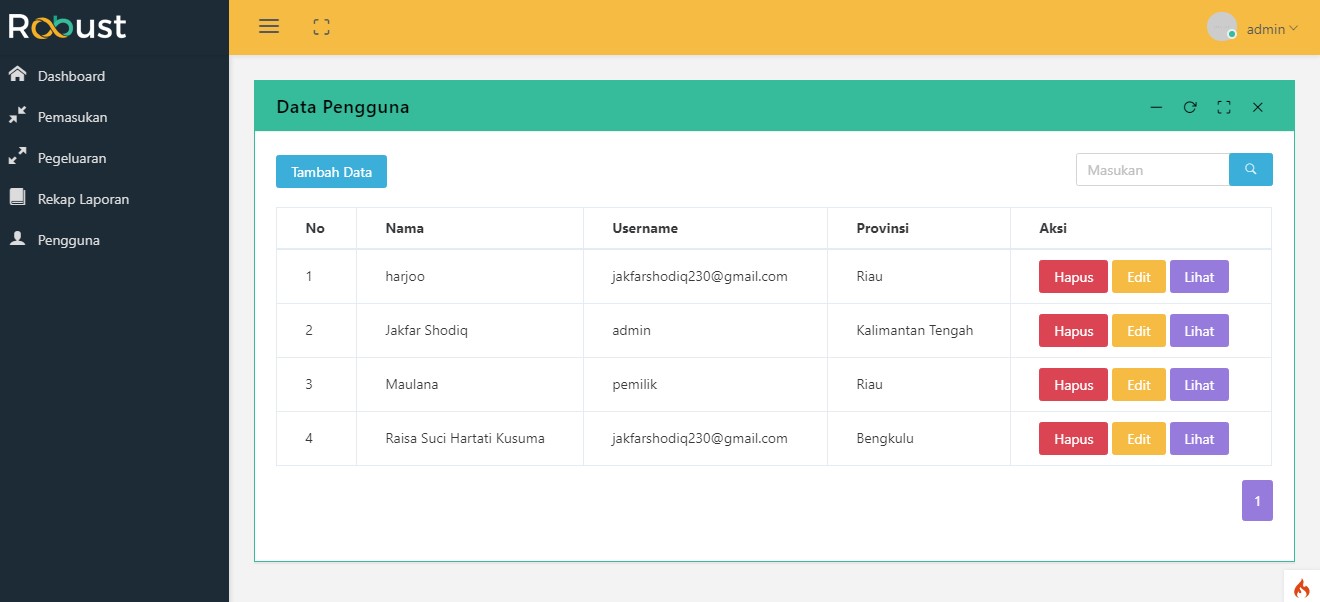 Robust
admin
Dashboard
Pemasukan
Pegeluaran
Rekap Laporan
Pengguna
Data Pengguna
Tambah Data
Masukan
No Nama Username Provinsi Aksi
1 harjoo jakfarshodiq230@gmail.com Riau Hapus Edit Lihat
2 Jakfar Shodiq admin Kalimantan Tengah Hapus Edit Lihat
3 Maulana pemilik Riau Hapus Edit Lihat
4 Raisa Suci Hartati Kusuma jakfarshodiq230@gmail.com Bengkulu Hapus Edit Lihat
1